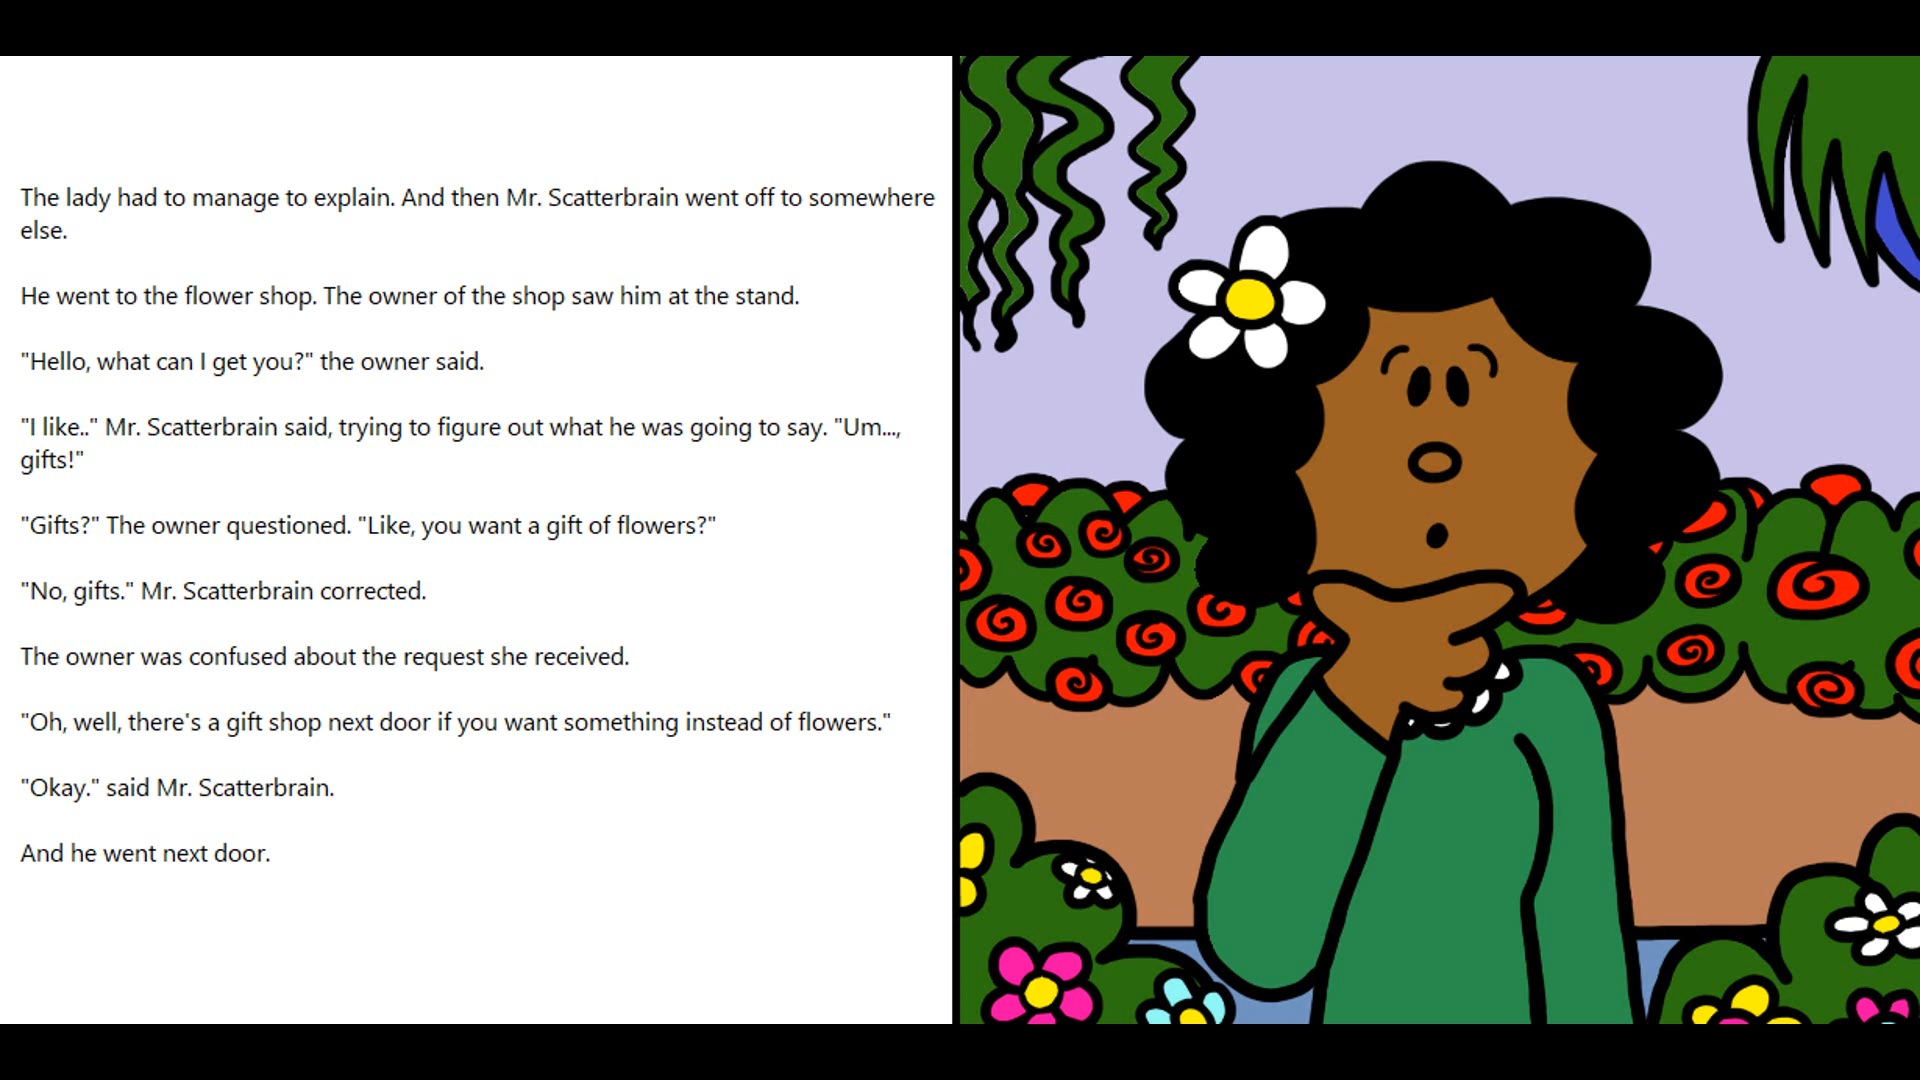 The lady had to manage to explain. And then Mr. Scatterbrain went off to somewhere
else.
He went to the flower shop. The owner of the shop saw him at the stand.
"Hello, what can I get you?" the owner said.
"I like.." Mr. Scatterbrain said, trying to figure out what he was going to say. "Um...,
gifts!"
"Gifts?" The owner questioned. "Like, you want a gift of flowers?"
"No, gifts." Mr. Scatterbrain corrected.
The owner was confused about the request she received.
"Oh, well, there's a gift shop next door if you want something instead of flowers."
"Okay." said Mr. Scatterbrain.
And he went next door.